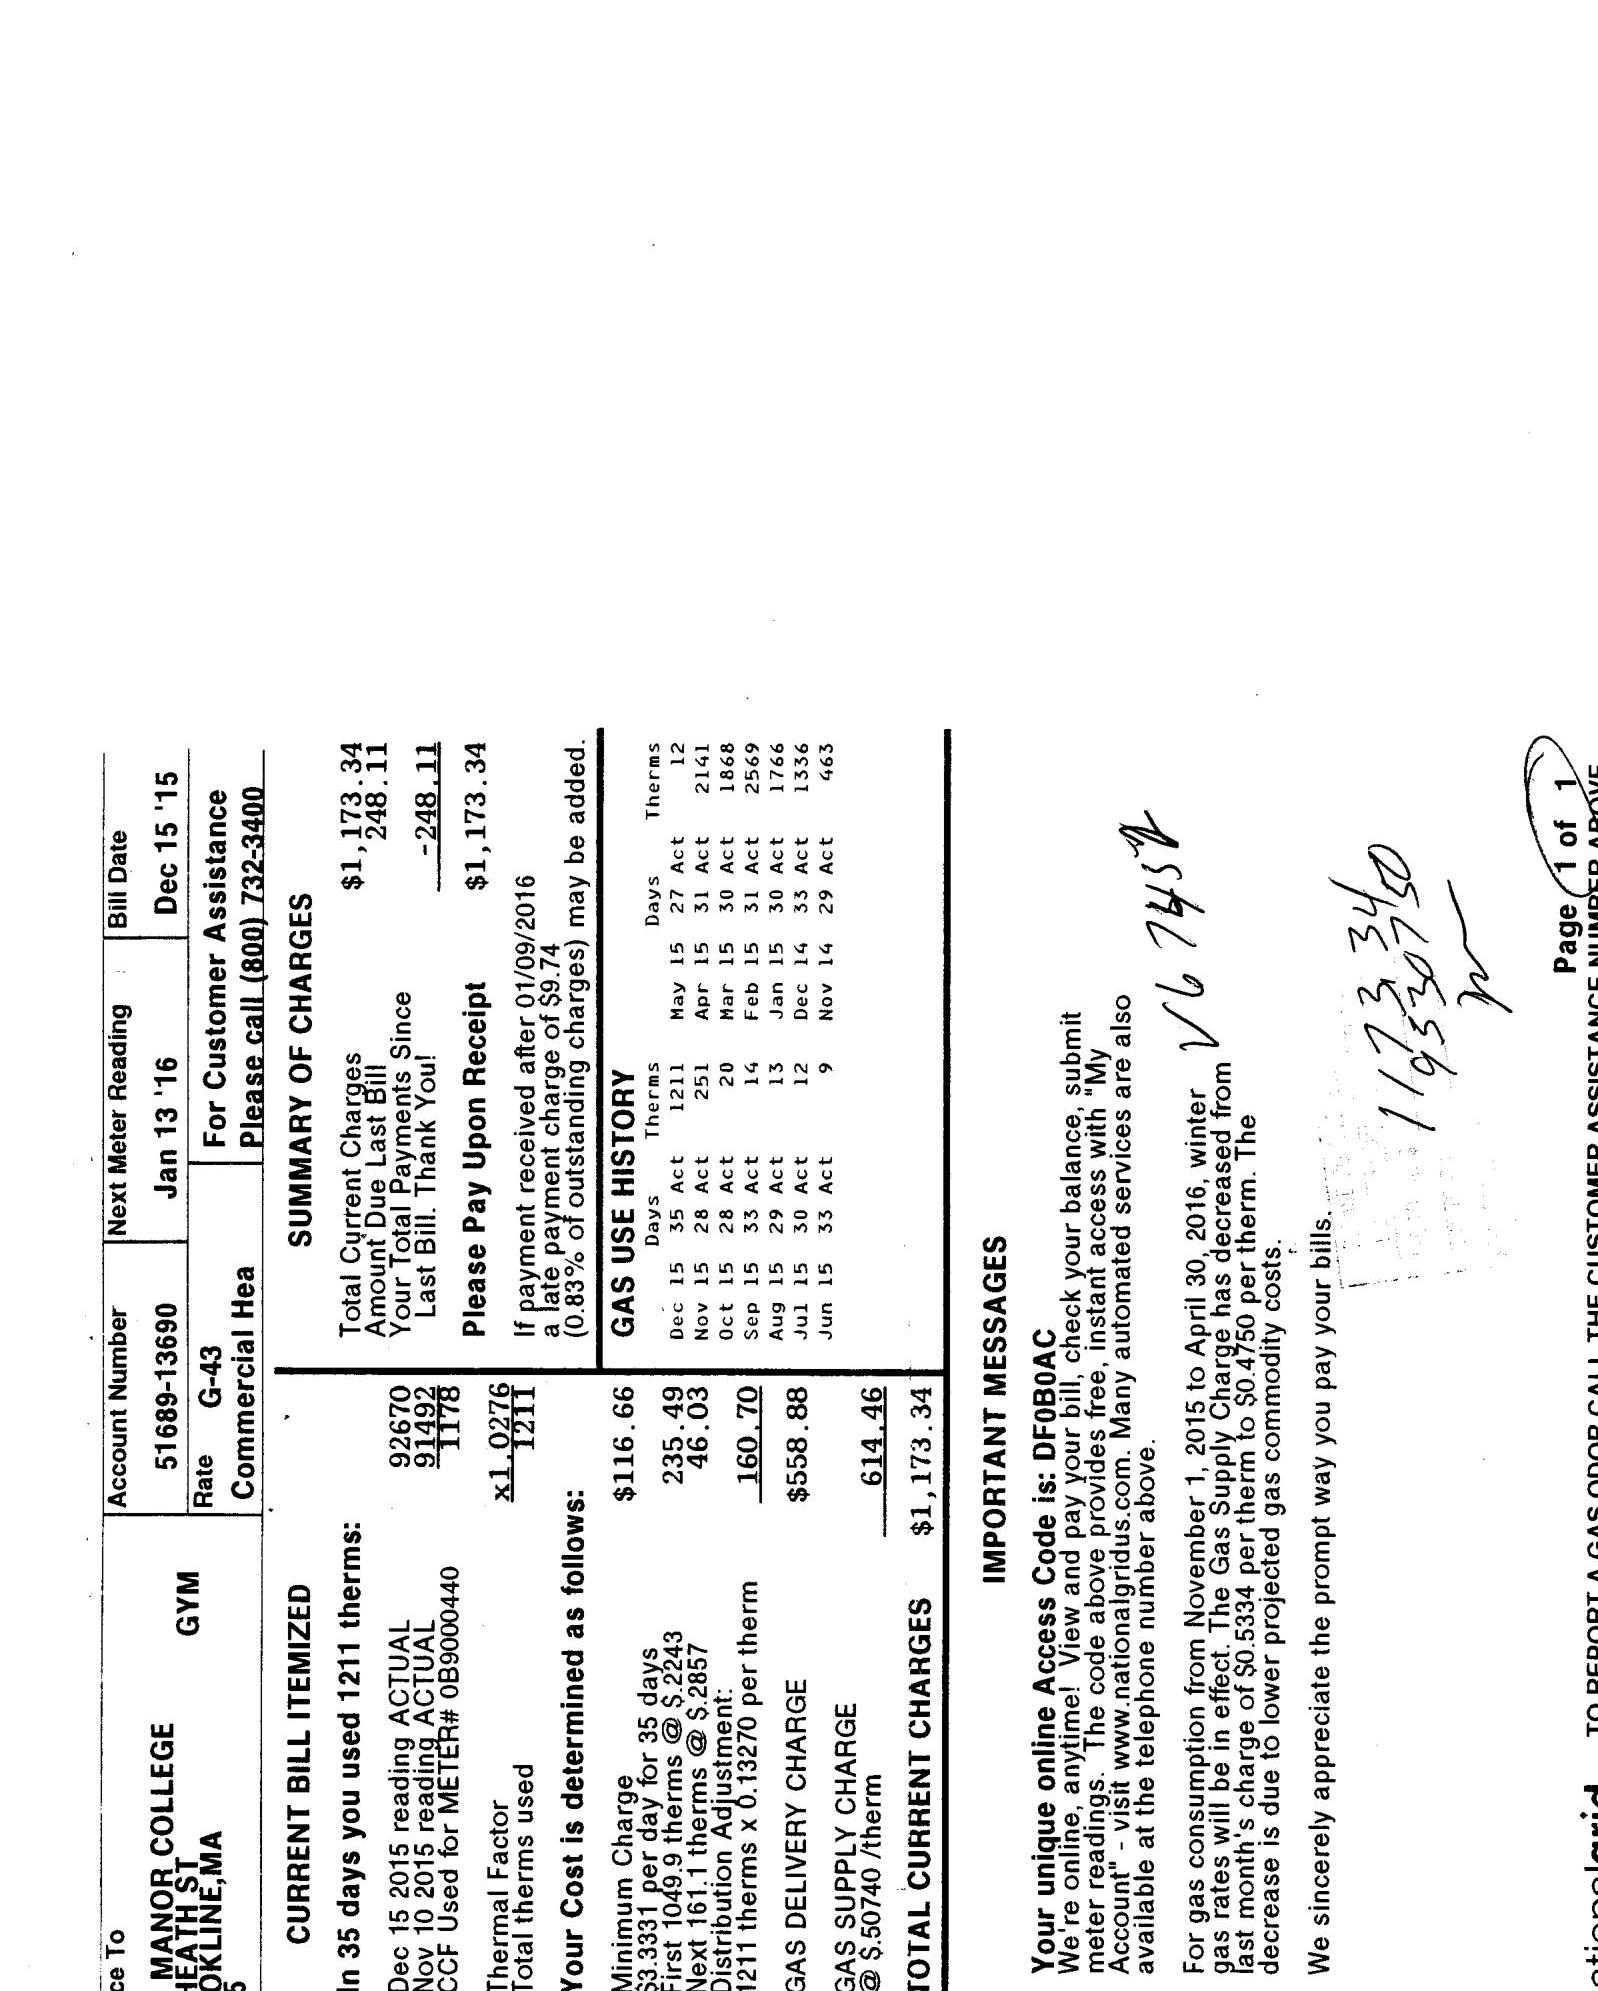 ce To
Account Number
Next Meter Reading
Bill Date
MANOR COLLEGE
GYM
HEATH ST
OKLINE,MA
5
51689-13690
Jan 13 '16
Dec 15 '15
Rate G-43
Commercial Hea
For Customer Assistance
Please call (800) 732-3400
CURRENT BILL ITEMIZED
In 35 days you used 1211 therms:
Dec 15 2015 reading ACTUAL 92670
Nov 10 2015 reading ACTUAL 91492
CCF Used for METER# 0B9000440 1178
Thermal Factor x1.0276
Total therms used 1211
Your Cost is determined as follows:
Minimum Charge $116.66
$3.3331 per day for 35 days
First 1049.9 therms @ $.2243 235.49
Next 161.1 therms @ $.2857 46.03
Distribution Adjustment:
1211 therms x 0.13270 per therm 160.70
GAS DELIVERY CHARGE $558.88
GAS SUPPLY CHARGE
@ $.50740 /therm 614.46
TOTAL CURRENT CHARGES $1,173.34
SUMMARY OF CHARGES
Total Current Charges $1,173.34
Amount Due Last Bill 248.11
Your Total Payments Since
Last Bill. Thank You! -248.11
Please Pay Upon Receipt $1,173.34
If payment received after 01/09/2016
a late payment charge of $9.74
(0.83% of outstanding charges) may be added.
GAS USE HISTORY
Days Therms Days Therms
Dec 15 35 Act 1211 May 15 27 Act 12
Nov 15 28 Act 251 Apr 15 31 Act 2141
Oct 15 28 Act 20 Mar 15 30 Act 1868
Sep 15 33 Act 14 Feb 15 31 Act 2569
Aug 15 29 Act 13 Jan 15 30 Act 1766
Jul 15 30 Act 12 Dec 14 33 Act 1336
Jun 15 33 Act 9 Nov 14 29 Act 463
IMPORTANT MESSAGES
Your unique online Access Code is: DF0B0AC
We're online, anytime! View and pay your bill, check your balance, submit
meter readings. The code above provides free, instant access with "My
Account" - visit www.nationalgridus.com. Many automated services are also
available at the telephone number above.
For gas consumption from November 1, 2015 to April 30, 2016, winter
gas rates will be in effect. The Gas Supply Charge has decreased from
last month's charge of $0.5334 per therm to $0.4750 per therm. The
decrease is due to lower projected gas commodity costs.
We sincerely appreciate the prompt way you pay your bills.
1173 34
Page 1 of 1
TO REPORT A GAS ODOR CALL THE CUSTOMER ASSISTANCE NUMBER ABOVE